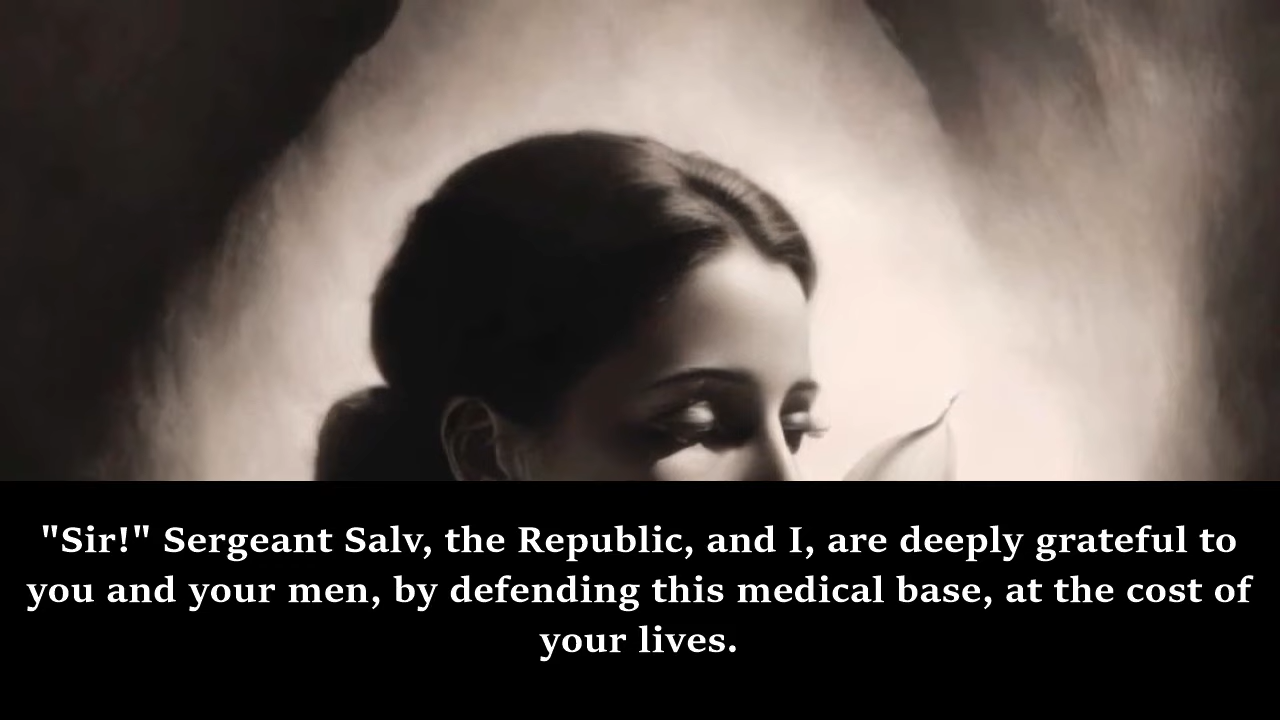 "Sir!" Sergeant Salv, the Republic, and I, are deeply grateful to
you and your men, by defending this medical base, at the cost of
your lives.